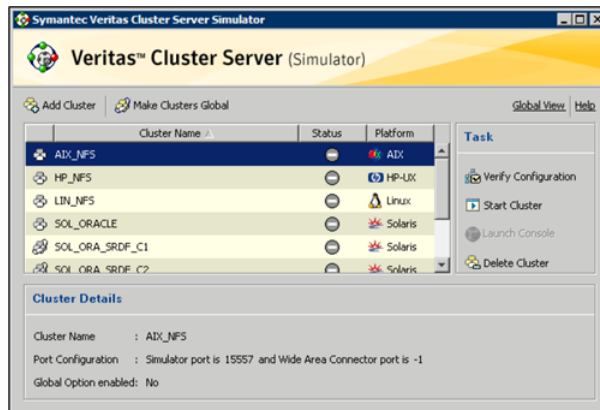 Symantec Veritas Cluster Server Simulator
Veritas™ Cluster Server (Simulator)
Add Cluster Make Clusters Global Global View Help
Cluster Name Status Platform
AIX_NFS AIX
HP_NFS HP-UX
LIN_NFS Linux
SOL_ORACLE Solaris
SOL_ORA_SRDF_C1 Solaris
SOL_ORA_SRDF_C2 Solaris
Task
Verify Configuration
Start Cluster
Launch Console
Delete Cluster
Cluster Details
Cluster Name : AIX_NFS
Port Configuration : Simulator port is 15557 and Wide Area Connector port is -1
Global Option enabled: No